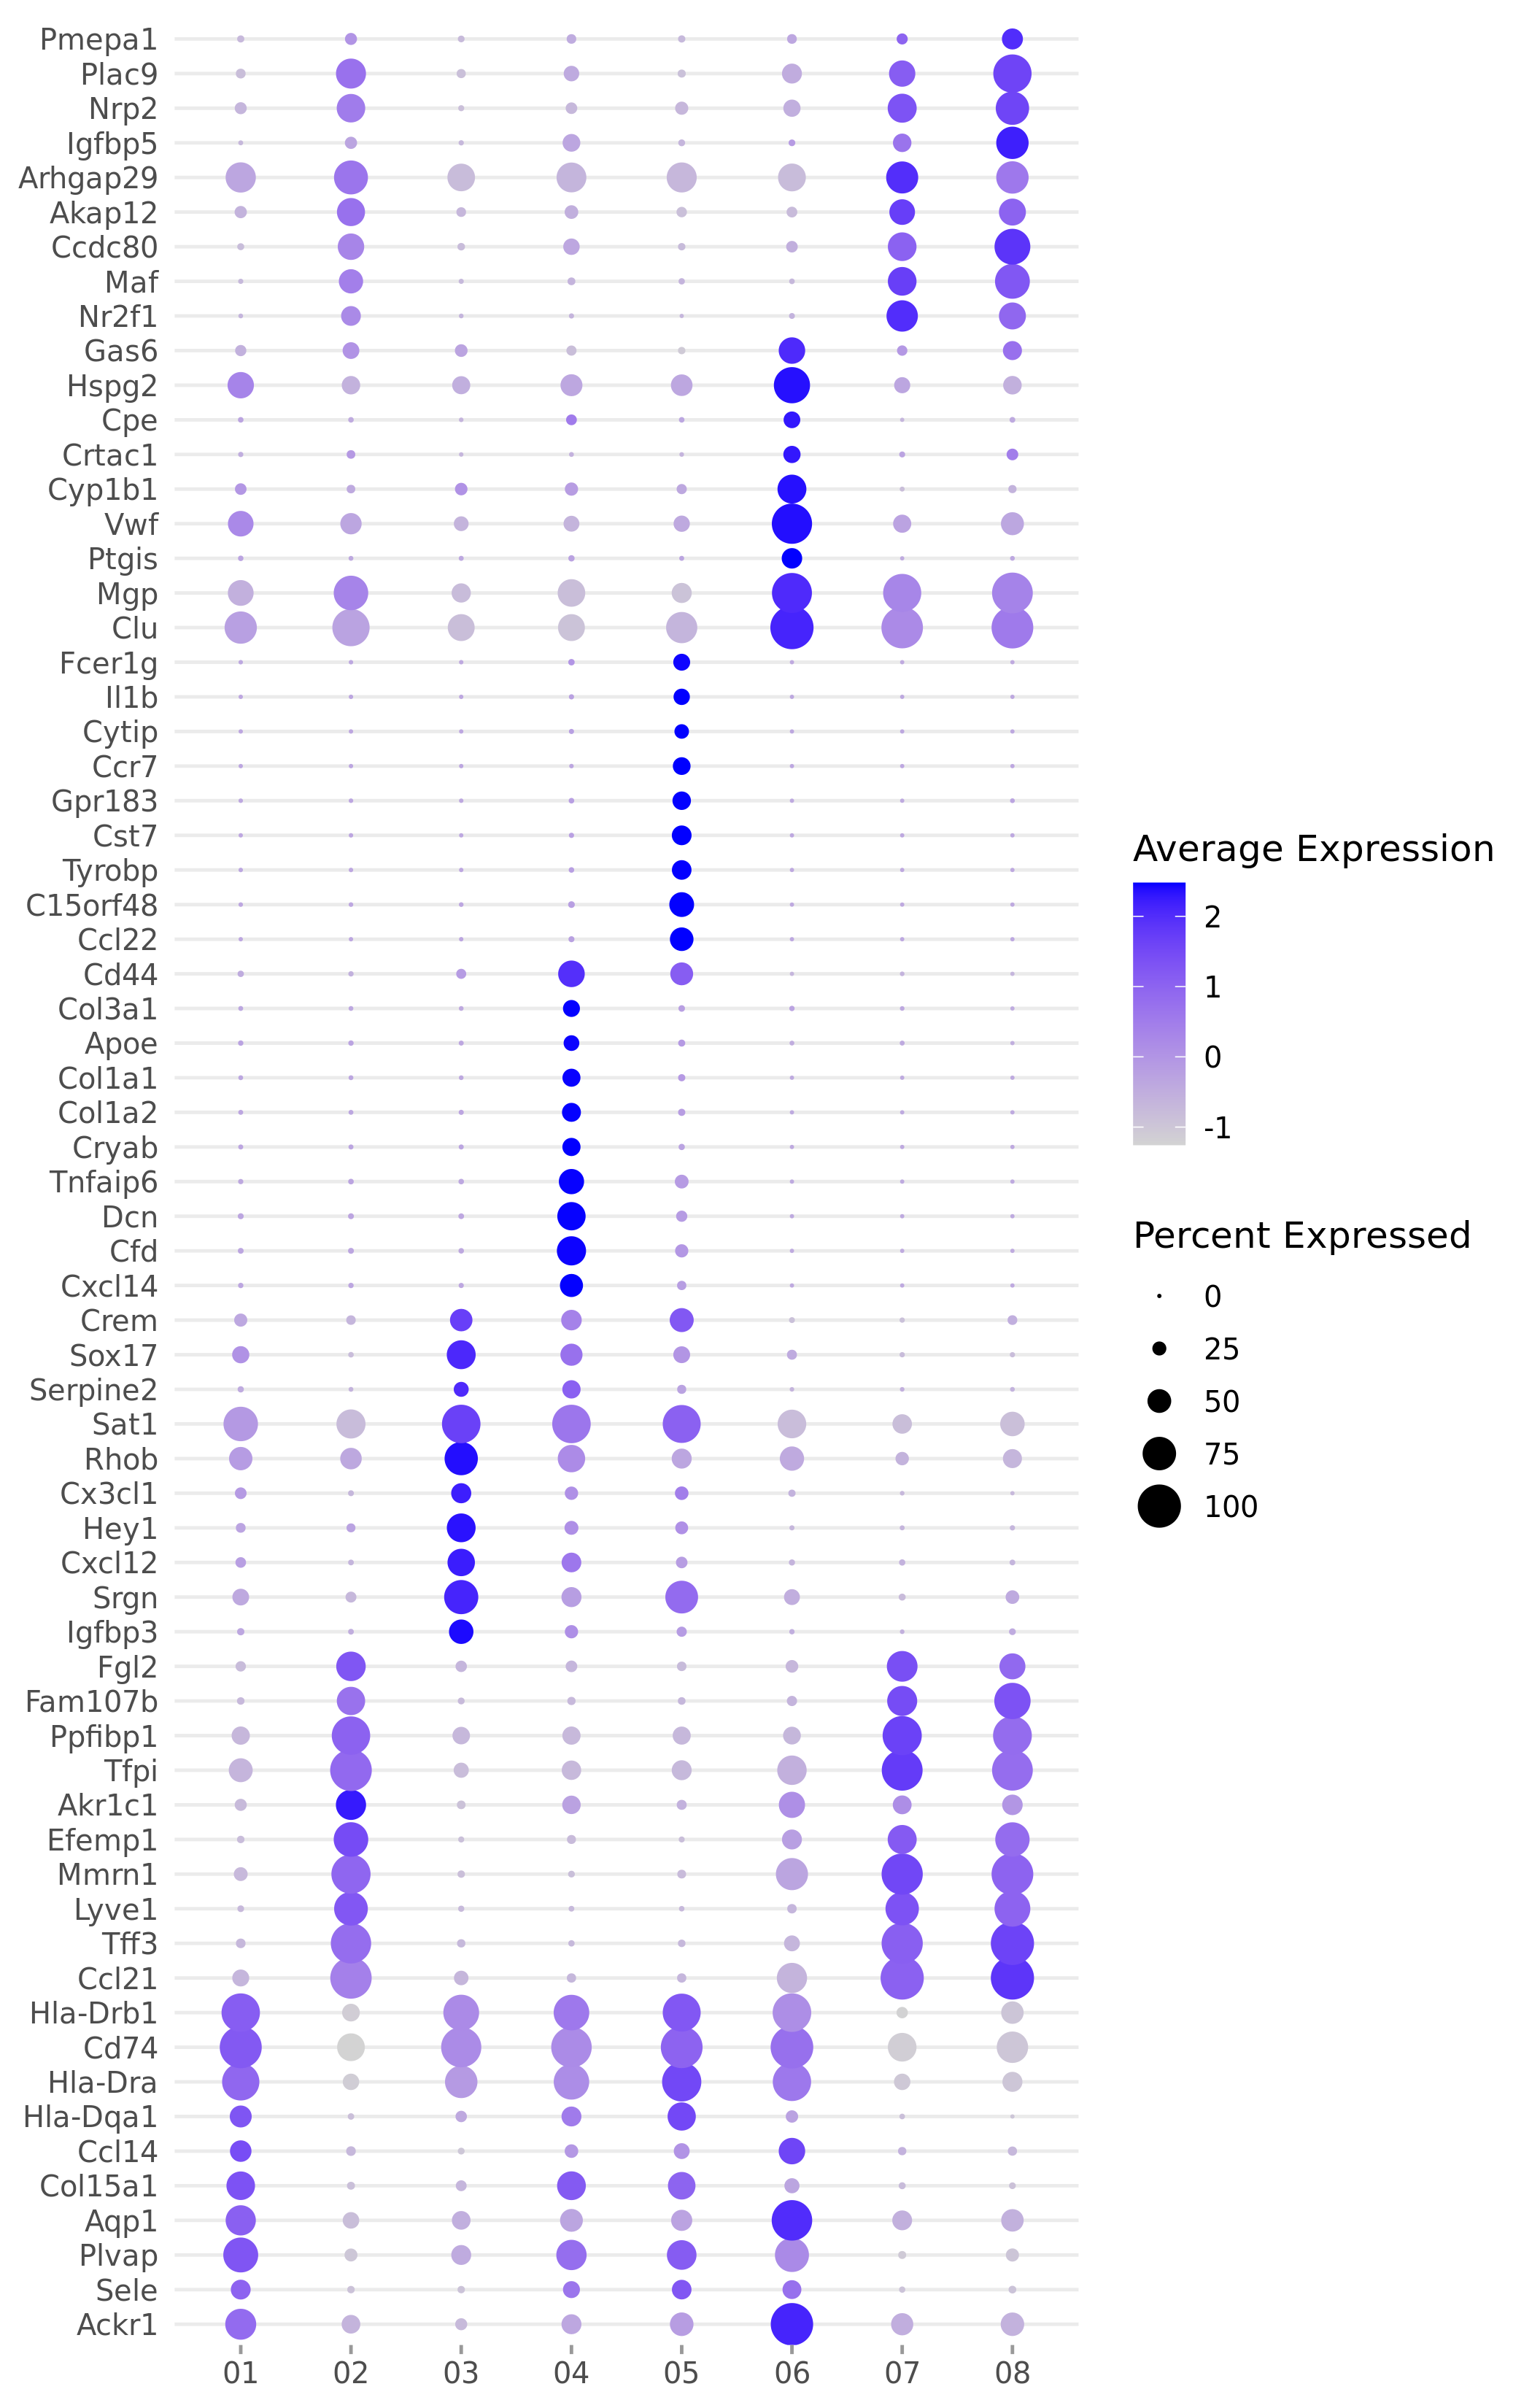 Pmepa1
Plac9
Nrp2
Igfbp5
Arhgap29
Akap12
Ccdc80
Maf
Nr2f1
Gas6
Hspg2
Cpe
Crtac1
Cyp1b1
Vwf
Ptgis
Mgp
Clu
Fcer1g
Il1b
Cytip
Ccr7
Gpr183
Cst7
Tyrobp
C15orf48
Ccl22
Cd44
Col3a1
Apoe
Col1a1
Col1a2
Cryab
Tnfaip6
Dcn
Cfd
Cxcl14
Crem
Sox17
Serpine2
Sat1
Rhob
Cx3cl1
Hey1
Cxcl12
Srgn
Igfbp3
Fgl2
Fam107b
Ppfibp1
Tfpi
Akr1c1
Efemp1
Mmrn1
Lyve1
Tff3
Ccl21
Hla-Drb1
Cd74
Hla-Dra
Hla-Dqa1
Ccl14
Col15a1
Aqp1
Plvap
Sele
Ackr1
01 02 03 04 05 06 07 08
Average Expression
2
1
0
-1
Percent Expressed
0
25
50
75
100